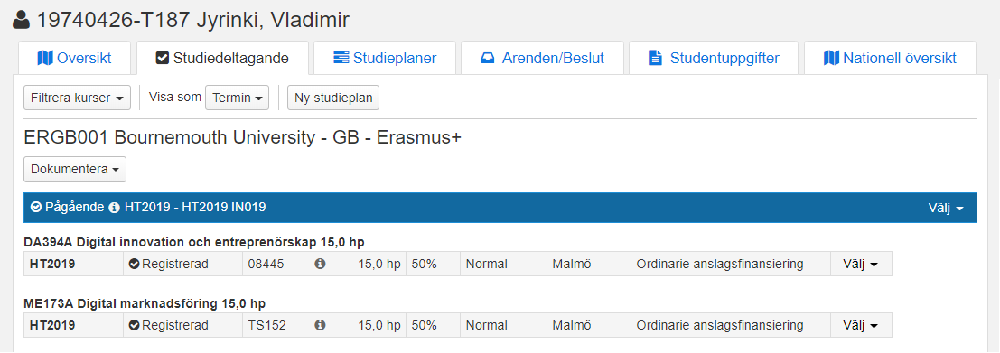 19740426-T187 Jyrinki, Vladimir
Översikt Studiedeltagande Studieplaner Ärenden/Beslut Studentuppgifter Nationell översikt
Filtrera kurser Visa som Termin Ny studieplan
ERGB001 Bournemouth University - GB - Erasmus+
Dokumentera
Pågående HT2019 - HT2019 IN019 Välj
DA394A Digital innovation och entreprenörskap 15,0 hp
HT2019 Registrerad 08445 15,0 hp 50% Normal Malmö Ordinarie anslagsfinansiering Välj
ME173A Digital marknadsföring 15,0 hp
HT2019 Registrerad TS152 15,0 hp 50% Normal Malmö Ordinarie anslagsfinansiering Välj